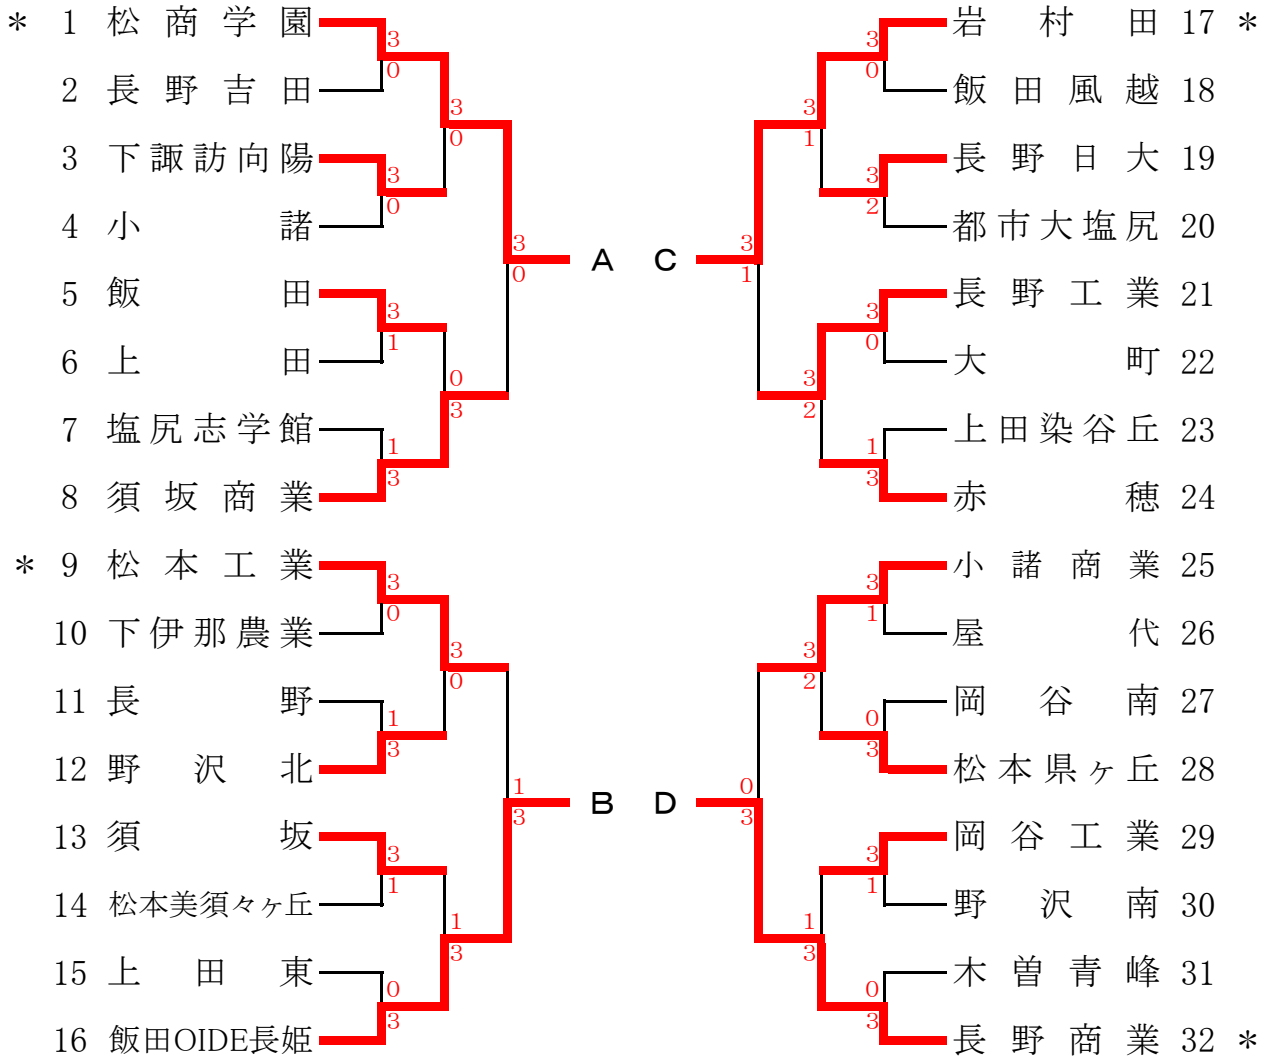 * 1 松商学園
2 長野吉田
3 下諏訪向陽
4 小諸
5 飯田
6 上田
7 塩尻志学館
8 須坂商業
* 9 松本工業
10 下伊那農業
11 長野
12 野沢北
13 須坂
14 松本美須々ヶ丘
15 上田東
16 飯田OIDE長姫
3
0
3
0
3
1
1
3
3
0
1
3
3
1
0
3
3
0
0
3
3
0
1
3
3
0
1
3
A
B
C
D
3
1
0
3
3
1
3
2
3
2
1
3
3
0
3
2
3
0
1
3
3
1
0
3
3
1
0
3
岩村田 17 *
飯田風越 18
長野日大 19
都市大塩尻 20
長野工業 21
大町 22
上田染谷丘 23
赤穂 24
小諸商業 25
屋代 26
岡谷南 27
松本県ヶ丘 28
岡谷工業 29
野沢南 30
木曽青峰 31
長野商業 32 *